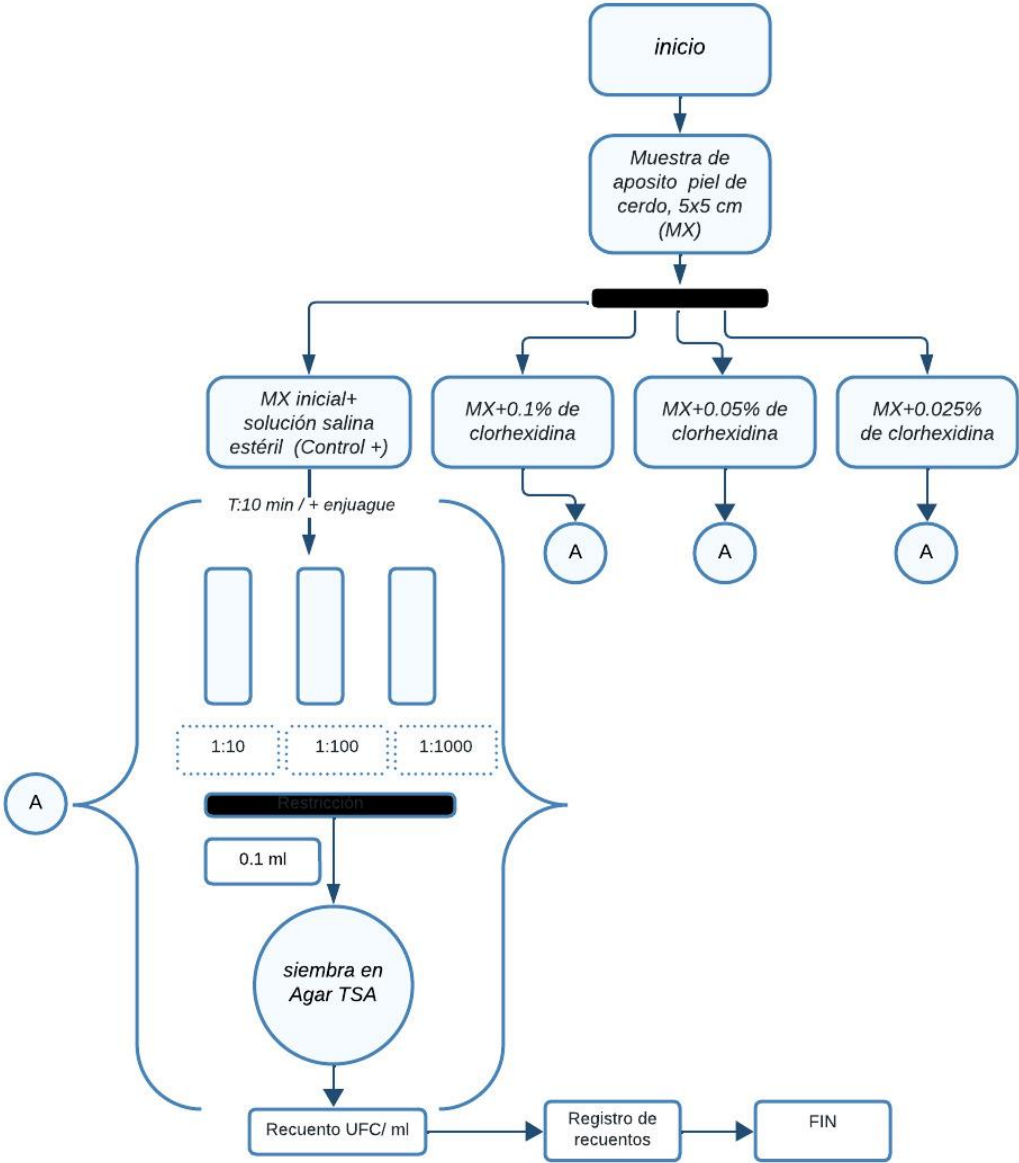 inicio
Muestra de
aposito piel de
cerdo, 5x5 cm
(MX)
MX inicial+
solución salina
estéril (Control +)
MX+0.1% de
clorhexidina
MX+0.05% de
clorhexidina
MX+0.025%
de clorhexidina
T:10 min / + enjuague
A
A
A
1:10
1:100
1:1000
A
Restricción
0.1 ml
siembra en
Agar TSA
Recuento UFC/ ml
Registro de
recuentos
FIN